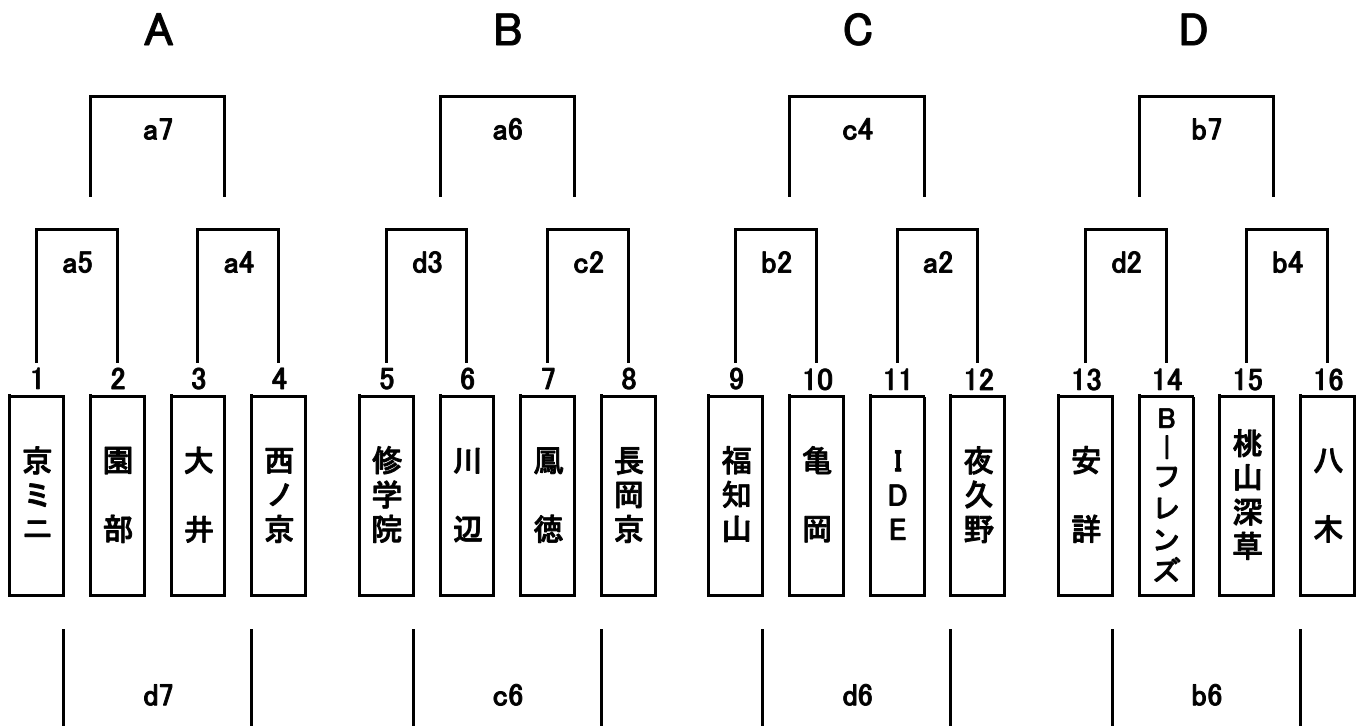 A B C D
a7 a6 c4 b7
a5 a4 d3 c2 b2 a2 d2 b4
1 2 3 4 5 6 7 8 9 10 11 12 13 14 15 16
京ミニ
園部
大井
西ノ京
修学院
川辺
鳳徳
長岡京
福知山
亀岡
IDE
夜久野
安詳
B-フレンズ
桃山深草
八木
d7 c6 d6 b6